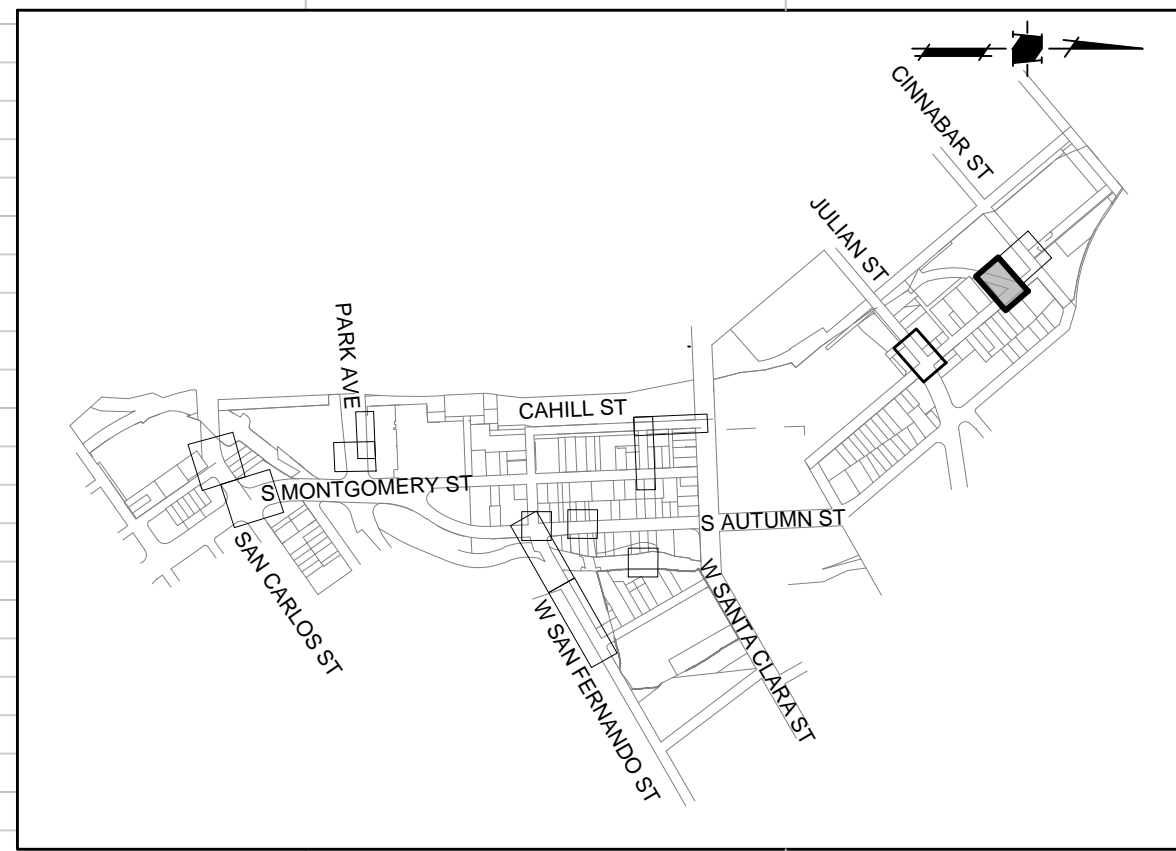 CINNABAR ST
JULIAN ST
PARK AVE
CAHILL ST
S MONTGOMERY ST
S AUTUMN ST
SAN CARLOS ST
W SANTA CLARA ST
W SAN FERNANDO ST